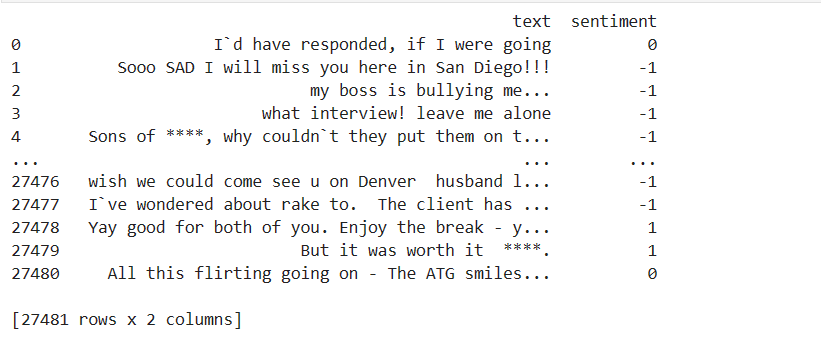 text sentiment
0 I`d have responded, if I were going 0
1 Sooo SAD I will miss you here in San Diego!!! -1
2 my boss is bullying me... -1
3 what interview! leave me alone -1
4 Sons of ****, why couldn`t they put them on t... -1
... ... ...
27476 wish we could come see u on Denver  husband l... -1
27477 I`ve wondered about rake to.  The client has ... -1
27478 Yay good for both of you. Enjoy the break - y... 1
27479 But it was worth it  ****. 1
27480 All this flirting going on - The ATG smiles... 0
[27481 rows x 2 columns]